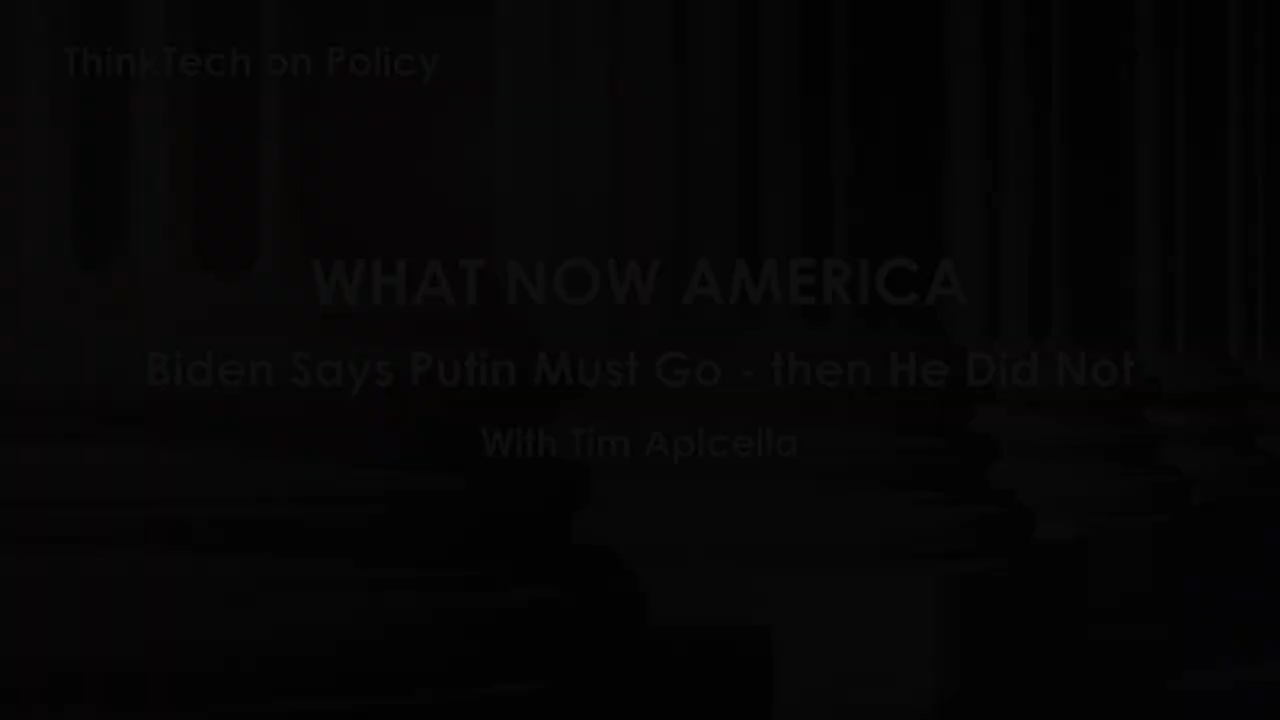 ThinkTech on Policy
WHAT NOW AMERICA
Biden Says Putin Must Go - then He Did Not
With Tim Apicella